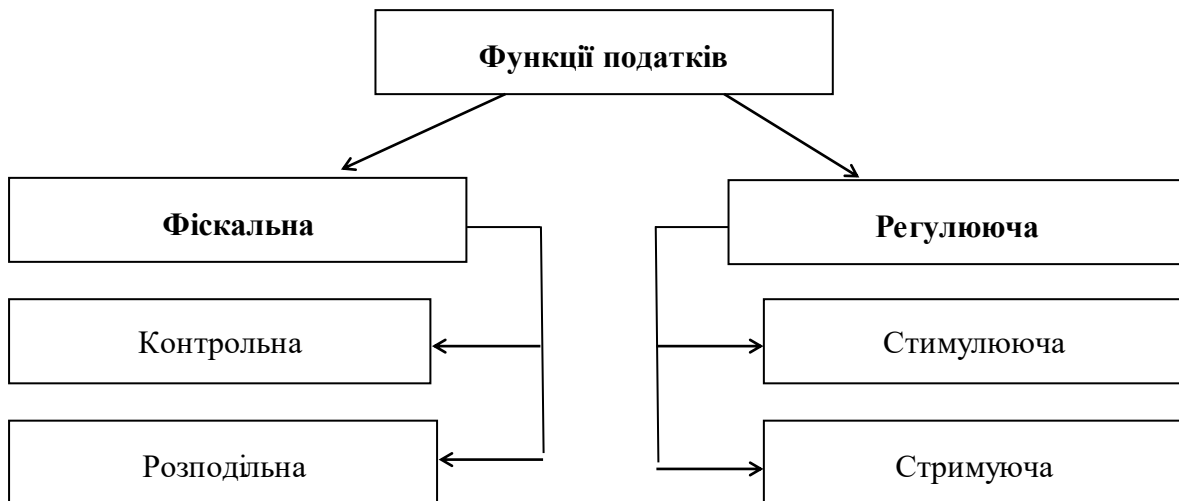 Функції податків
Фіскальна
Регулююча
Контрольна
Стимулююча
Розподільна
Стримуюча